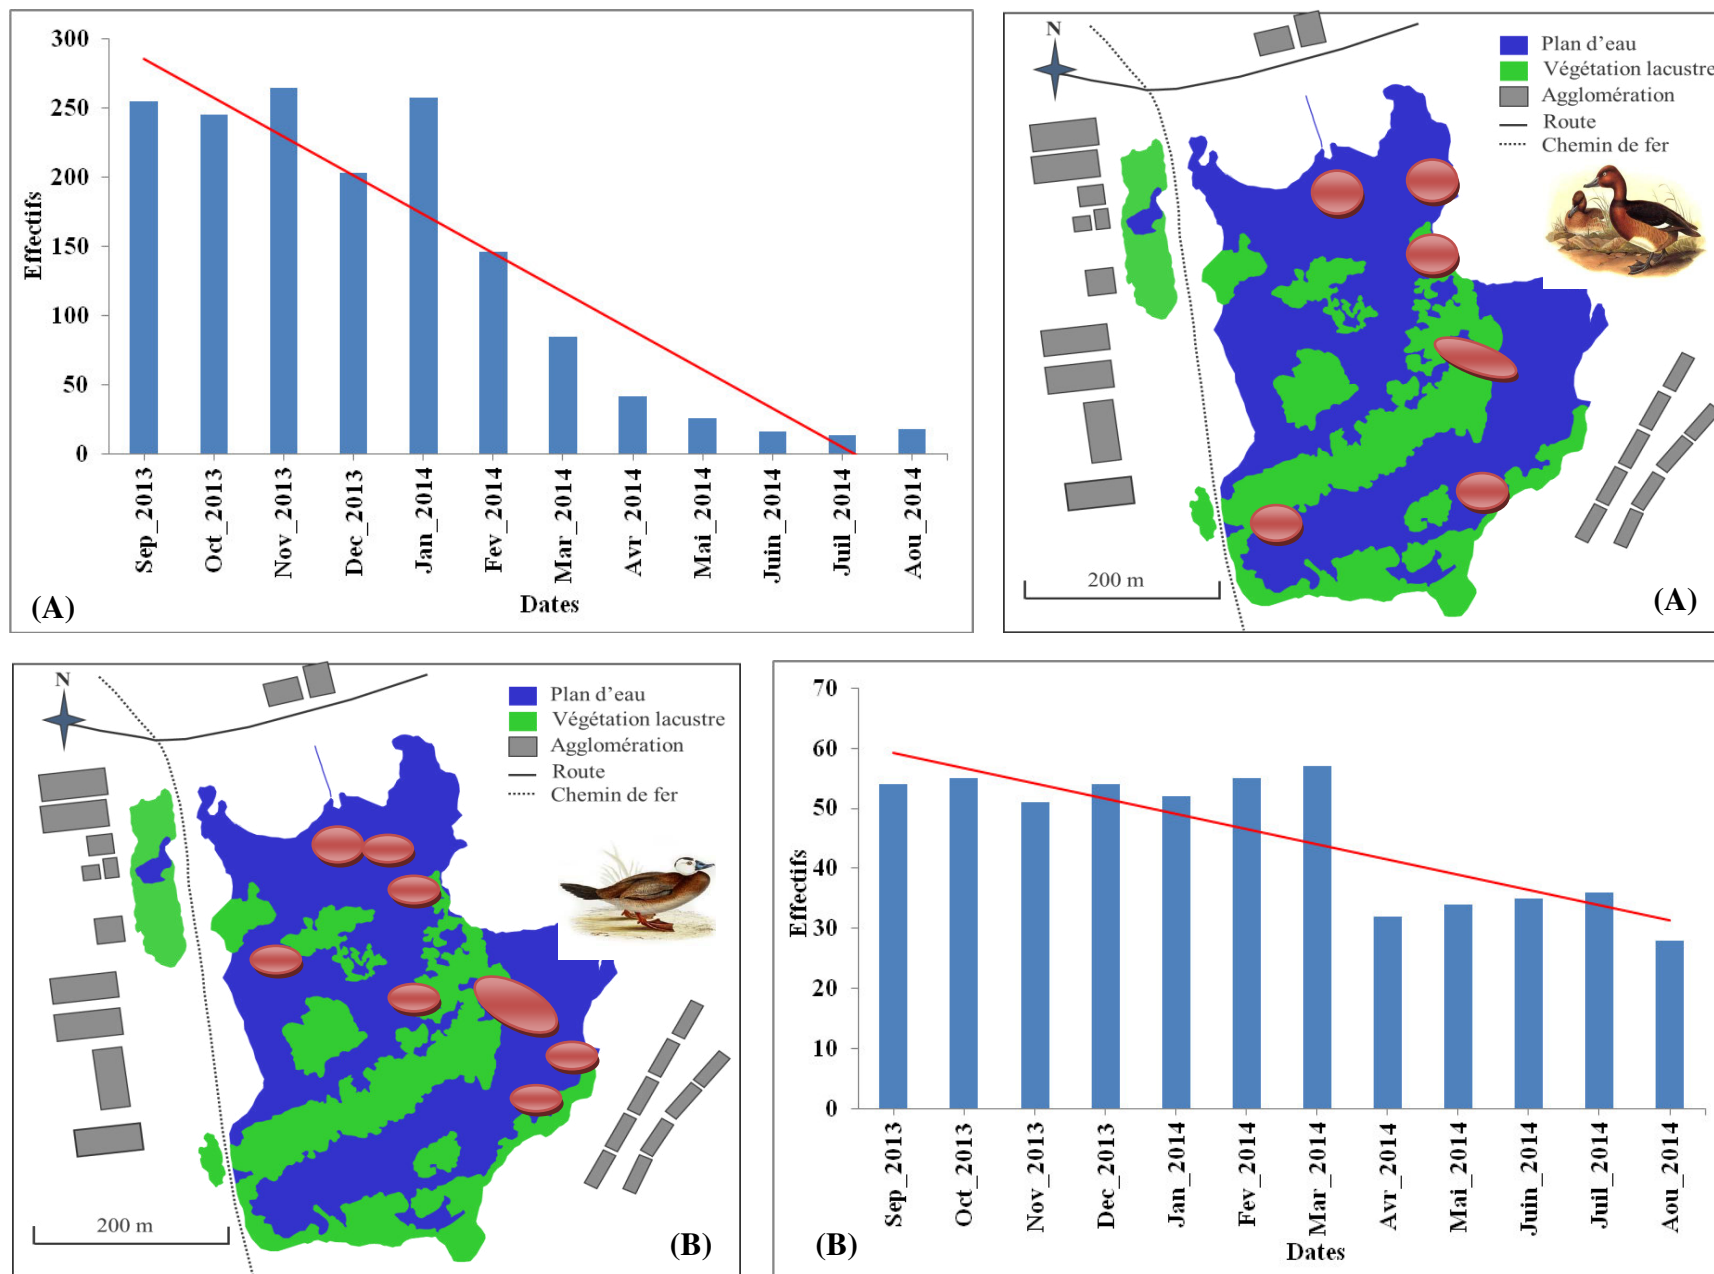 300
250
200
150
100
50
0
Effectifs
Sep_2013
Oct_2013
Nov_2013
Dec_2013
Jan_2014
Fev_2014
Mar_2014
Avr_2014
Mai_2014
Juin_2014
Juil_2014
Aou_2014
Dates
(A)
N
Plan d’eau
Végétation lacustre
Agglomération
Route
Chemin de fer
200 m
(A)
N
Plan d’eau
Végétation lacustre
Agglomération
Route
Chemin de fer
200 m
(B)
70
60
50
40
30
20
10
0
Effectifs
Sep_2013
Oct_2013
Nov_2013
Dec_2013
Jan_2014
Fev_2014
Mar_2014
Avr_2014
Mai_2014
Juin_2014
Juil_2014
Aou_2014
Dates
(B)